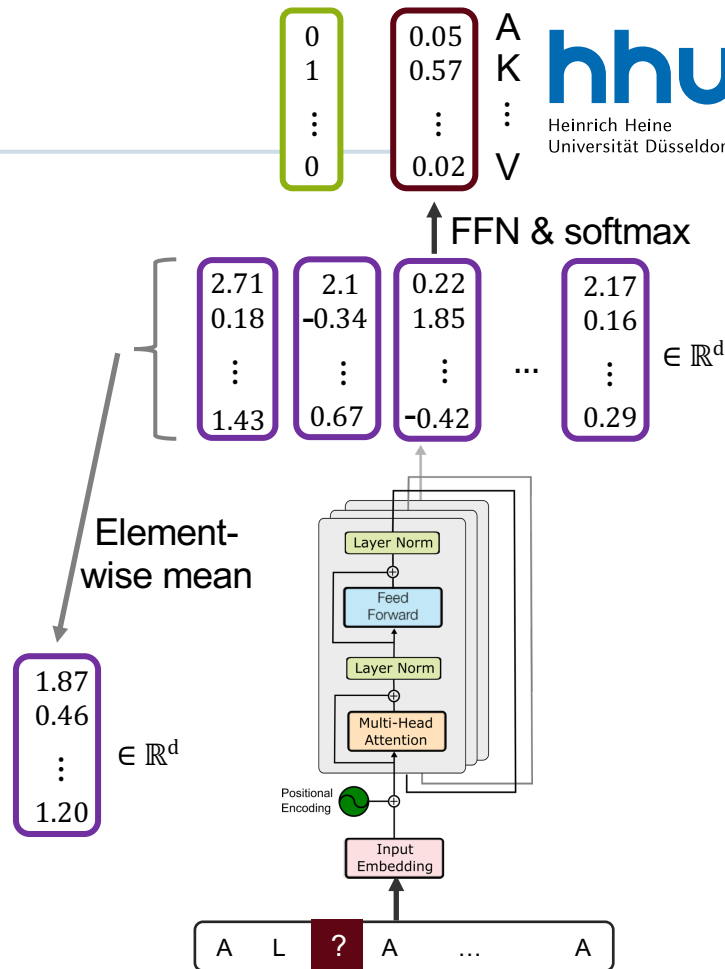 0 0.05 A
1 0.57 K
⋮ ⋮ ⋮
0 0.02 V
hhu
Heinrich Heine
Universität Düsseldor
FFN & softmax
2.71 2.1 0.22 2.17
0.18 -0.34 1.85 0.16
⋮ ⋮ ⋮ ... ⋮ ∈ ℝᵈ
1.43 0.67 -0.42 0.29
Element-
wise mean
Layer Norm
Feed
Forward
Layer Norm
Multi-Head
Attention
1.87
0.46
⋮ ∈ ℝᵈ
1.20
Positional
Encoding
Input
Embedding
A L ? A ... A